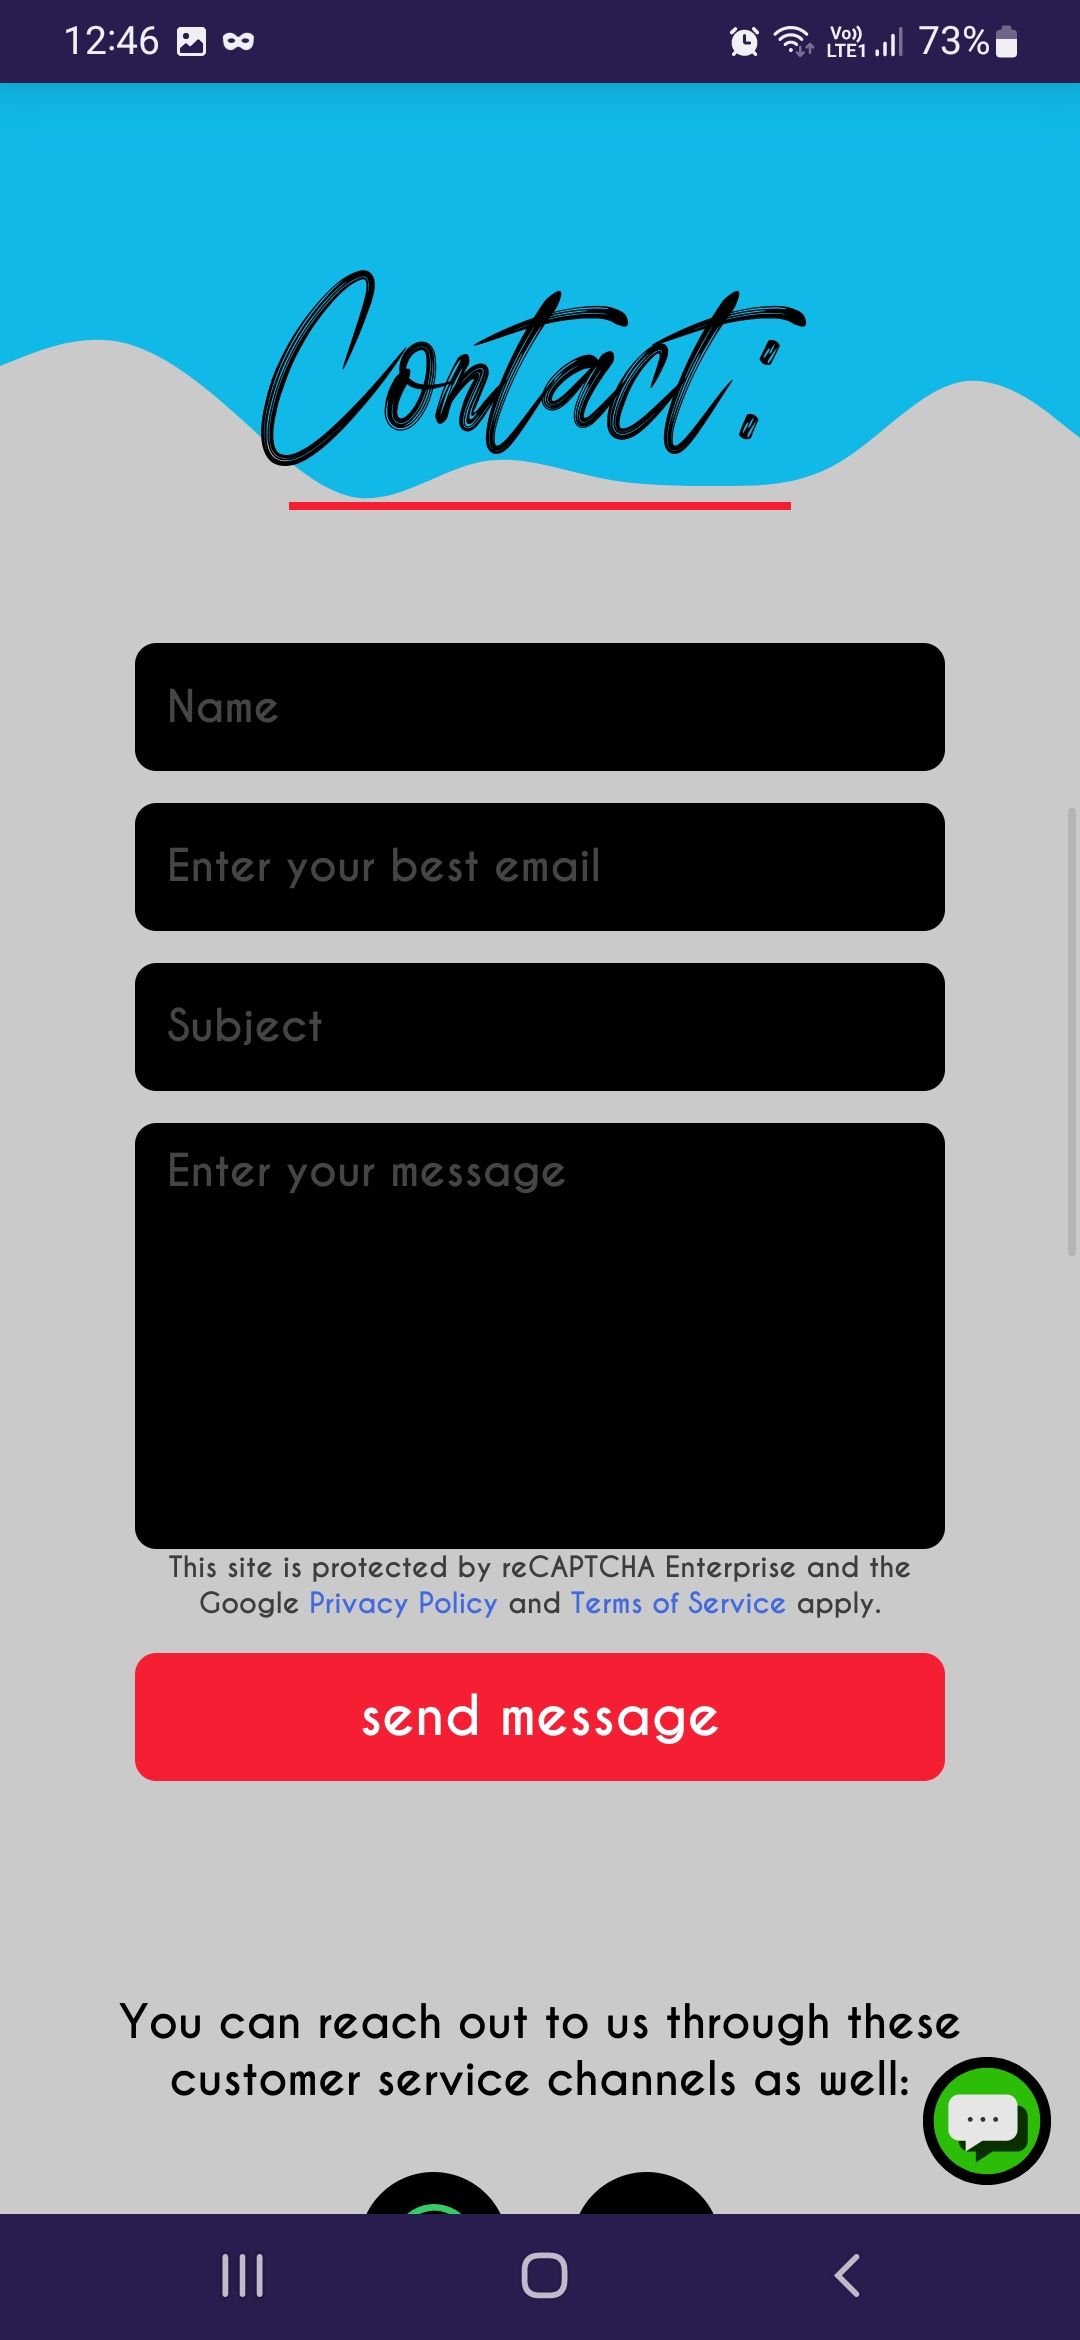 12:46 Vo)) LTE1 73%
Contact:
Name
Enter your best email
Subject
Enter your message
This site is protected by reCAPTCHA Enterprise and the
Google Privacy Policy and Terms of Service apply.
send message
You can reach out to us through these
customer service channels as well: